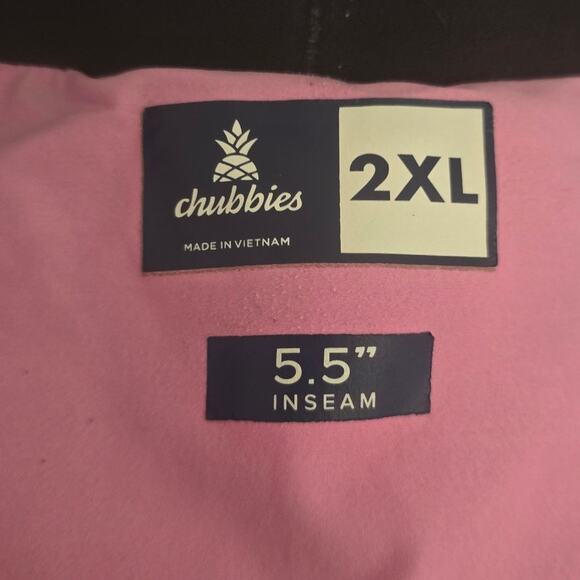 chubbies
MADE IN VIETNAM
2XL
5.5”
INSEAM